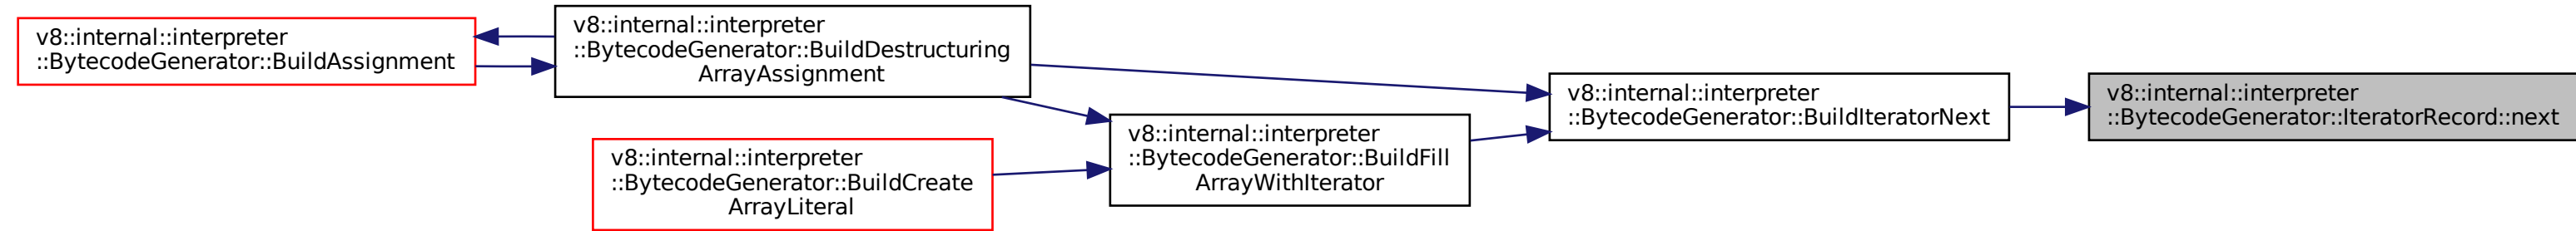 v8::internal::interpreter
::BytecodeGenerator::BuildAssignment
v8::internal::interpreter
::BytecodeGenerator::BuildDestructuring
ArrayAssignment
v8::internal::interpreter
::BytecodeGenerator::BuildCreate
ArrayLiteral
v8::internal::interpreter
::BytecodeGenerator::BuildFill
ArrayWithIterator
v8::internal::interpreter
::BytecodeGenerator::BuildIteratorNext
v8::internal::interpreter
::BytecodeGenerator::IteratorRecord::next